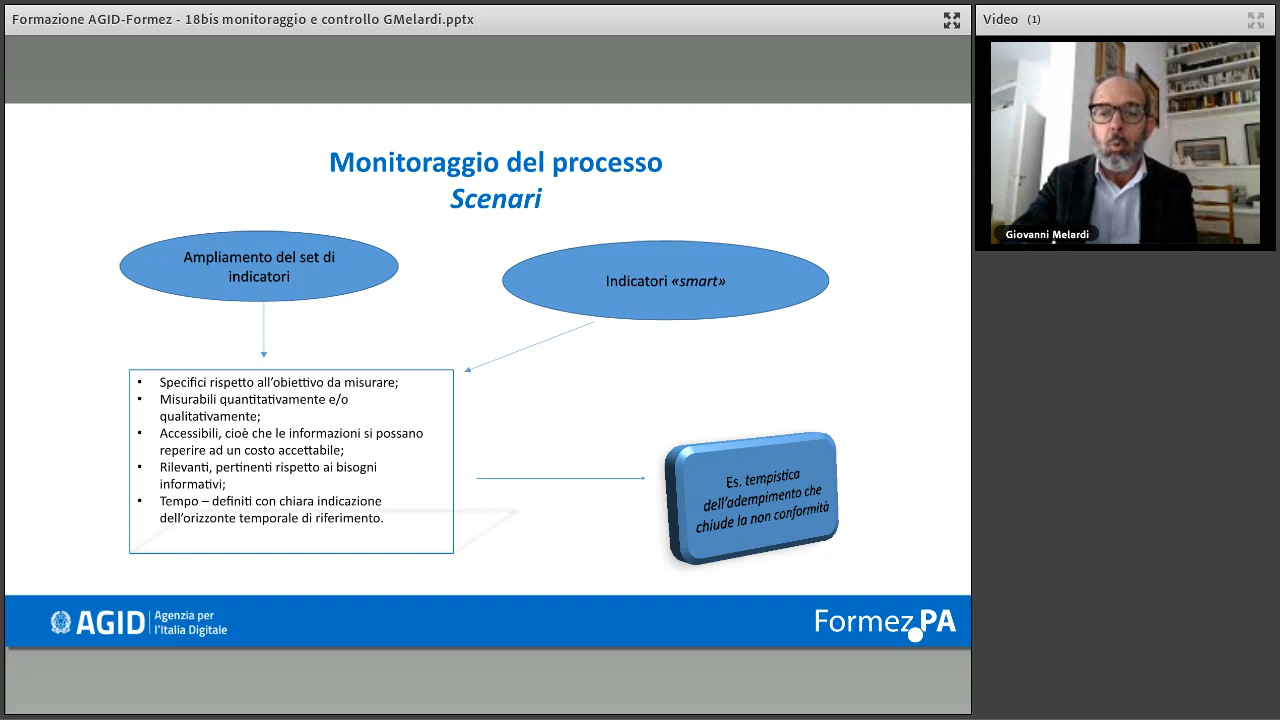 Formazione AGID-Formez - 18bis monitoraggio e controllo GMelardi.pptx
Video (1)
Giovanni Melardi
Monitoraggio del processo
Scenari
Ampliamento del set di
indicatori
Indicatori «smart»
• Specifici rispetto all'obiettivo da misurare;
• Misurabili quantitativamente e/o
qualitativamente;
• Accessibili, cioè che le informazioni si possano
reperire ad un costo accettabile;
• Rilevanti, pertinenti rispetto ai bisogni
informativi;
• Tempo – definiti con chiara indicazione
dell'orizzonte temporale di riferimento.
Es. tempistica
dell'adempimento che
chiude la non conformità
AGID Agenzia per
l'Italia Digitale
Formez.PA